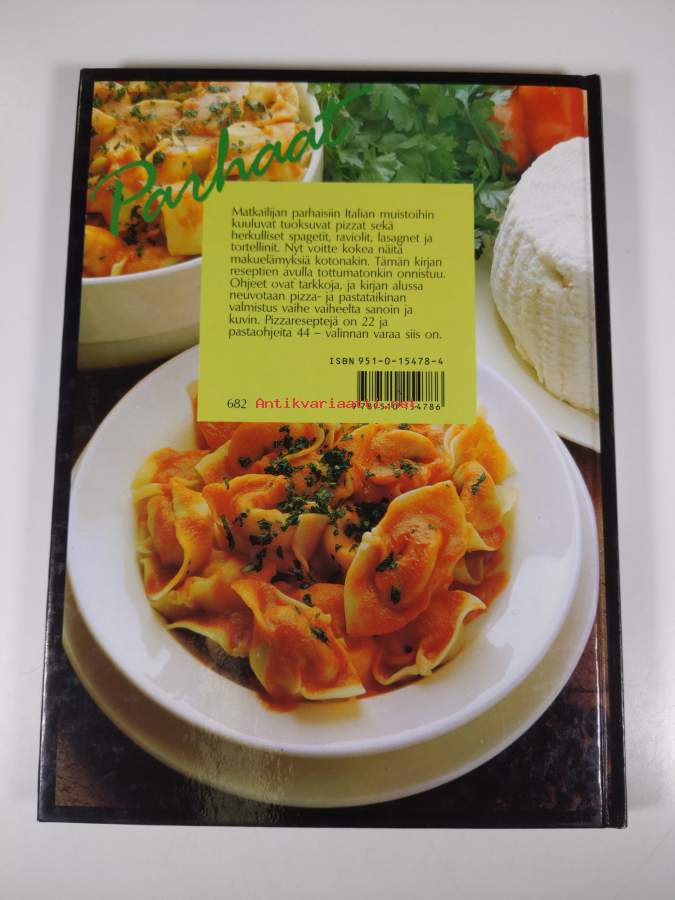 Parhaat
Matkailijan parhaisiin Italian muistoihin
kuuluvat tuoksuvat pizzat sekä
herkulliset spagetit, raviolit, lasagnet ja
tortellinit. Nyt voitte kokea näitä
makuelämyksiä kotonakin. Tämän kirjan
reseptien avulla tottumatonkin onnistuu.
Ohjeet ovat tarkkoja, ja kirjan alussa
neuvotaan pizza- ja pastataikinan
valmistus vaihe vaiheelta sanoin ja
kuvin. Pizzareseptejä on 22 ja
pastaohjeita 44 – valinnan varaa siis on.
ISBN 951-0-15478-4
682 Antikvariaatti.net
9789510154786